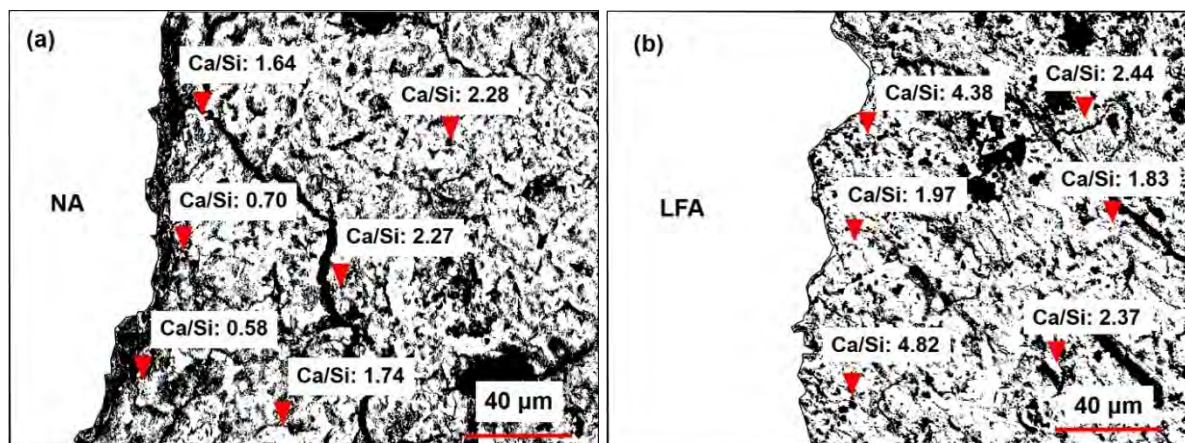 (a)
Ca/Si: 1.64
Ca/Si: 2.28
NA
Ca/Si: 0.70
Ca/Si: 2.27
Ca/Si: 0.58
Ca/Si: 1.74
40 µm
(b)
Ca/Si: 4.38
Ca/Si: 2.44
LFA
Ca/Si: 1.97
Ca/Si: 1.83
Ca/Si: 4.82
Ca/Si: 2.37
40 µm